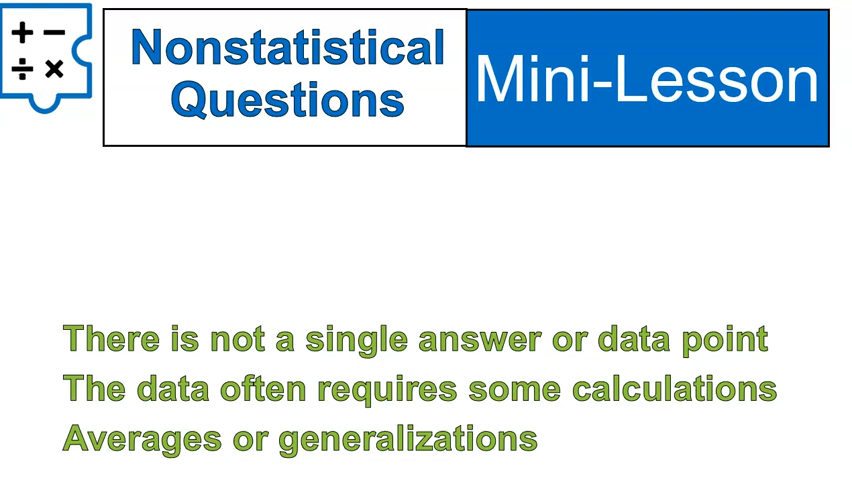 + −
÷ ×
Nonstatistical
Questions
Mini-Lesson
There is not a single answer or data point
The data often requires some calculations
Averages or generalizations